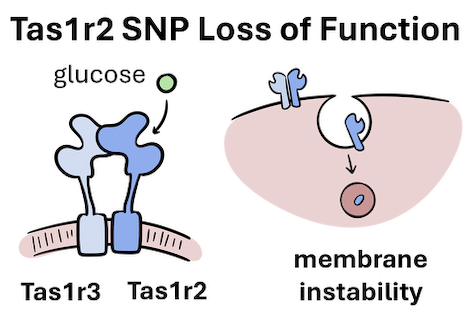 Tas1r2 SNP Loss of Function
glucose
Tas1r3
Tas1r2
membrane
instability